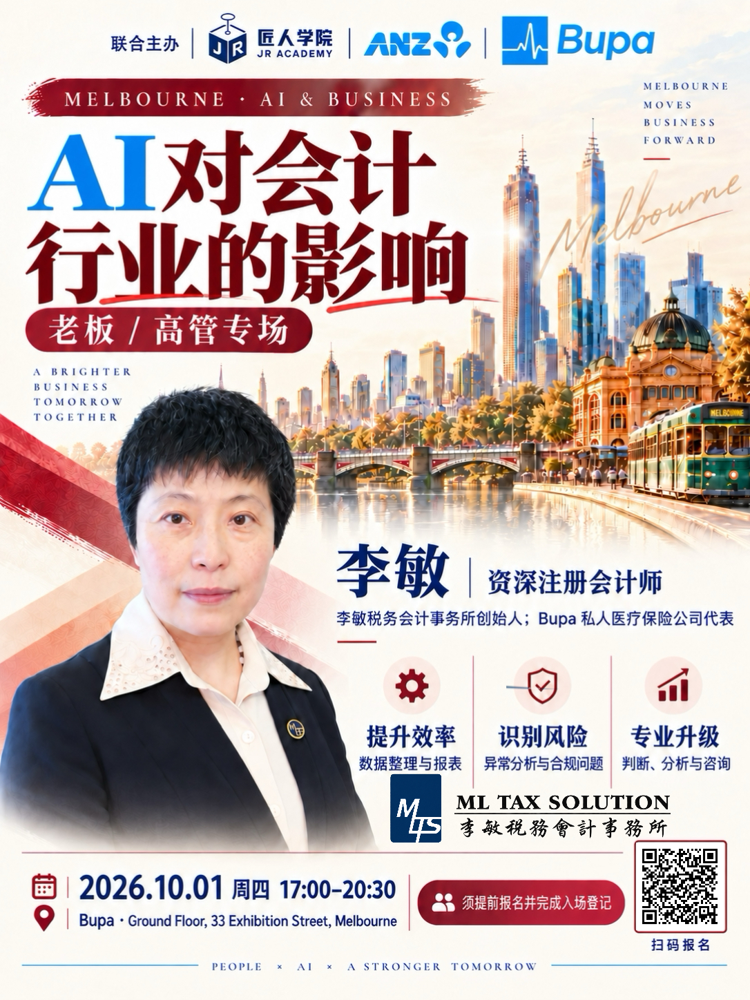 联合主办
JR
匠人学院
JR ACADEMY
ANZ
Bupa
MELBOURNE · AI & BUSINESS
MELBOURNE
MOVES
BUSINESS
FORWARD
AI对会计
行业的影响
Melbourne
老板 / 高管专场
A BRIGHTER
BUSINESS
TOMORROW
TOGETHER
MELBOURNE
李敏
资深注册会计师
李敏税务会计事务所创始人；Bupa 私人医疗保险公司代表
提升效率
数据整理与报表
识别风险
异常分析与合规问题
专业升级
判断、分析与咨询
MLTS
ML TAX SOLUTION
李敏税務會計事務所
2026.10.01 周四 17:00–20:30
Bupa · Ground Floor, 33 Exhibition Street, Melbourne
须提前报名并完成入场登记
扫码报名
PEOPLE × AI × A STRONGER TOMORROW